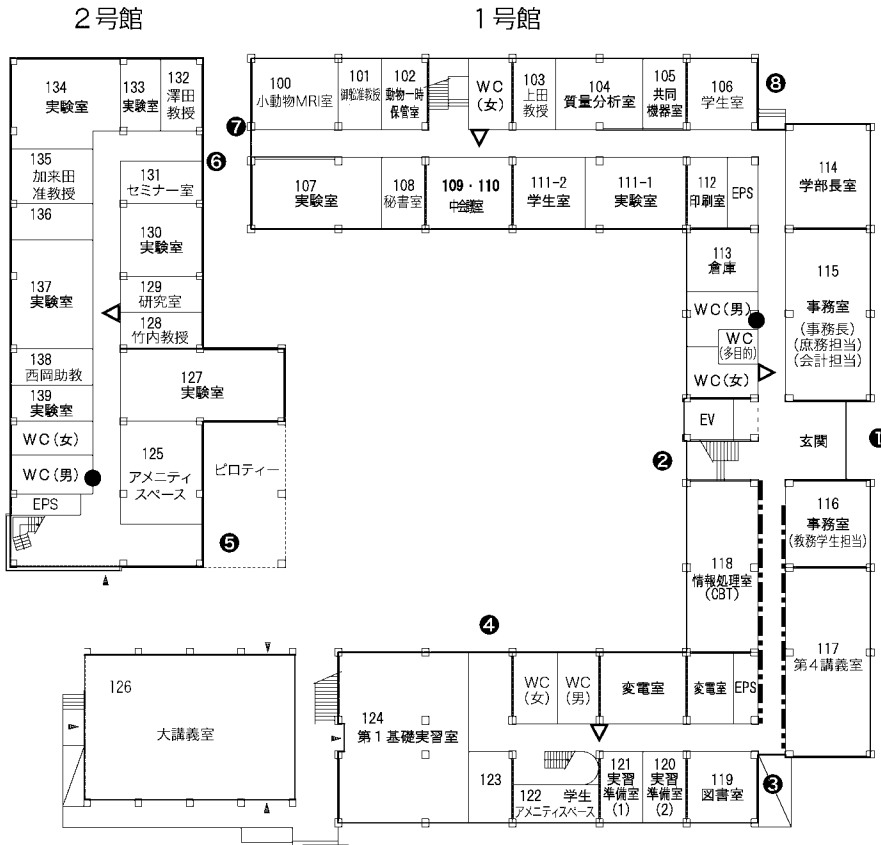 2号館
1号館
134
実験室
133
実験室
132
澤田
教授
135
加来田
准教授
136
137
実験室
138
西岡助教
139
実験室
WC(女)
WC(男)
EPS
131
セミナー室
130
実験室
129
研究室
128
竹内教授
127
実験室
125
アメニティ
スペース
ピロティー
❻
❺
100
小動物MRI室
101
御舩准教授
102
動物一時
保管室
WC
(女)
103
上田
教授
104
質量分析室
105
共同
機器室
106
学生室
❽
❼
107
実験室
108
秘書室
109・110
中会議室
111-2
学生室
111-1
実験室
112
印刷室
EPS
113
倉庫
WC(男)
WC
(多目的)
WC(女)
EV
❷
114
学部長室
115
事務室
(事務長)
(庶務担当)
(会計担当)
玄関
❶
116
事務室
(教務学生担当)
117
第4講義室
118
情報処理室
(CBT)
❹
126
大講義室
124
第1基礎実習室
WC
(女)
WC
(男)
変電室
変電室
EPS
123
122 学生
アメニティスペース
121
実習
準備室
(1)
120
実習
準備室
(2)
119
図書室
❸